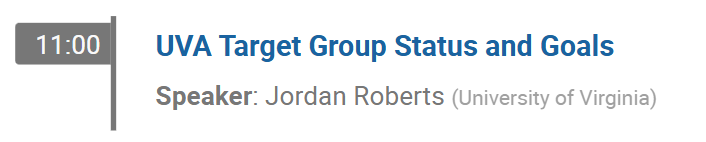 11:00
UVA Target Group Status and Goals
Speaker: Jordan Roberts (University of Virginia)